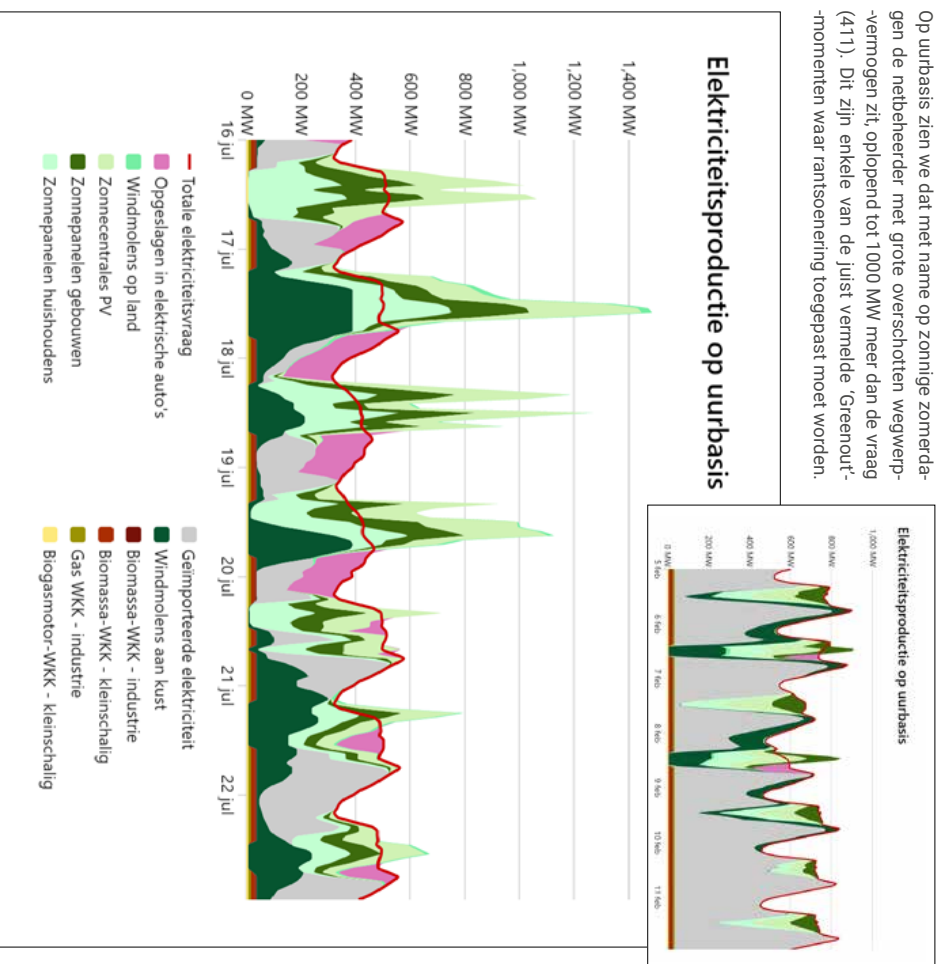 Op uurbasis zien we dat met name op zonnige zomerda-
gen de netbeheerder met grote overschotten wegwerp-
-vermogen zit, oplopend tot 1000 MW meer dan de vraag
(411). Dit zijn enkele van de juist vermelde ‘Greenout’-
-momenten waar rantsoenering toegepast moet worden.
Elektriciteitsproductie op uurbasis
1,000 MW
800 MW
600 MW
400 MW
200 MW
0 MW
5 feb
6 feb
7 feb
8 feb
9 feb
10 feb
11 feb
Elektriciteitsproductie op uurbasis
1,400 MW
1,200 MW
1,000 MW
800 MW
600 MW
400 MW
200 MW
0 MW
16 jul
17 jul
18 jul
19 jul
20 jul
21 jul
22 jul
Totale elektriciteitsvraag
Opgeslagen in elektrische auto's
Windmolens op land
Zonnecentrales PV
Zonnepanelen gebouwen
Zonnepanelen huishoudens
Geïmporteerde elektriciteit
Windmolens aan kust
Biomassa-WKK - industrie
Biomassa-WKK - kleinschalig
Gas WKK - industrie
Biogasmotor-WKK - kleinschalig